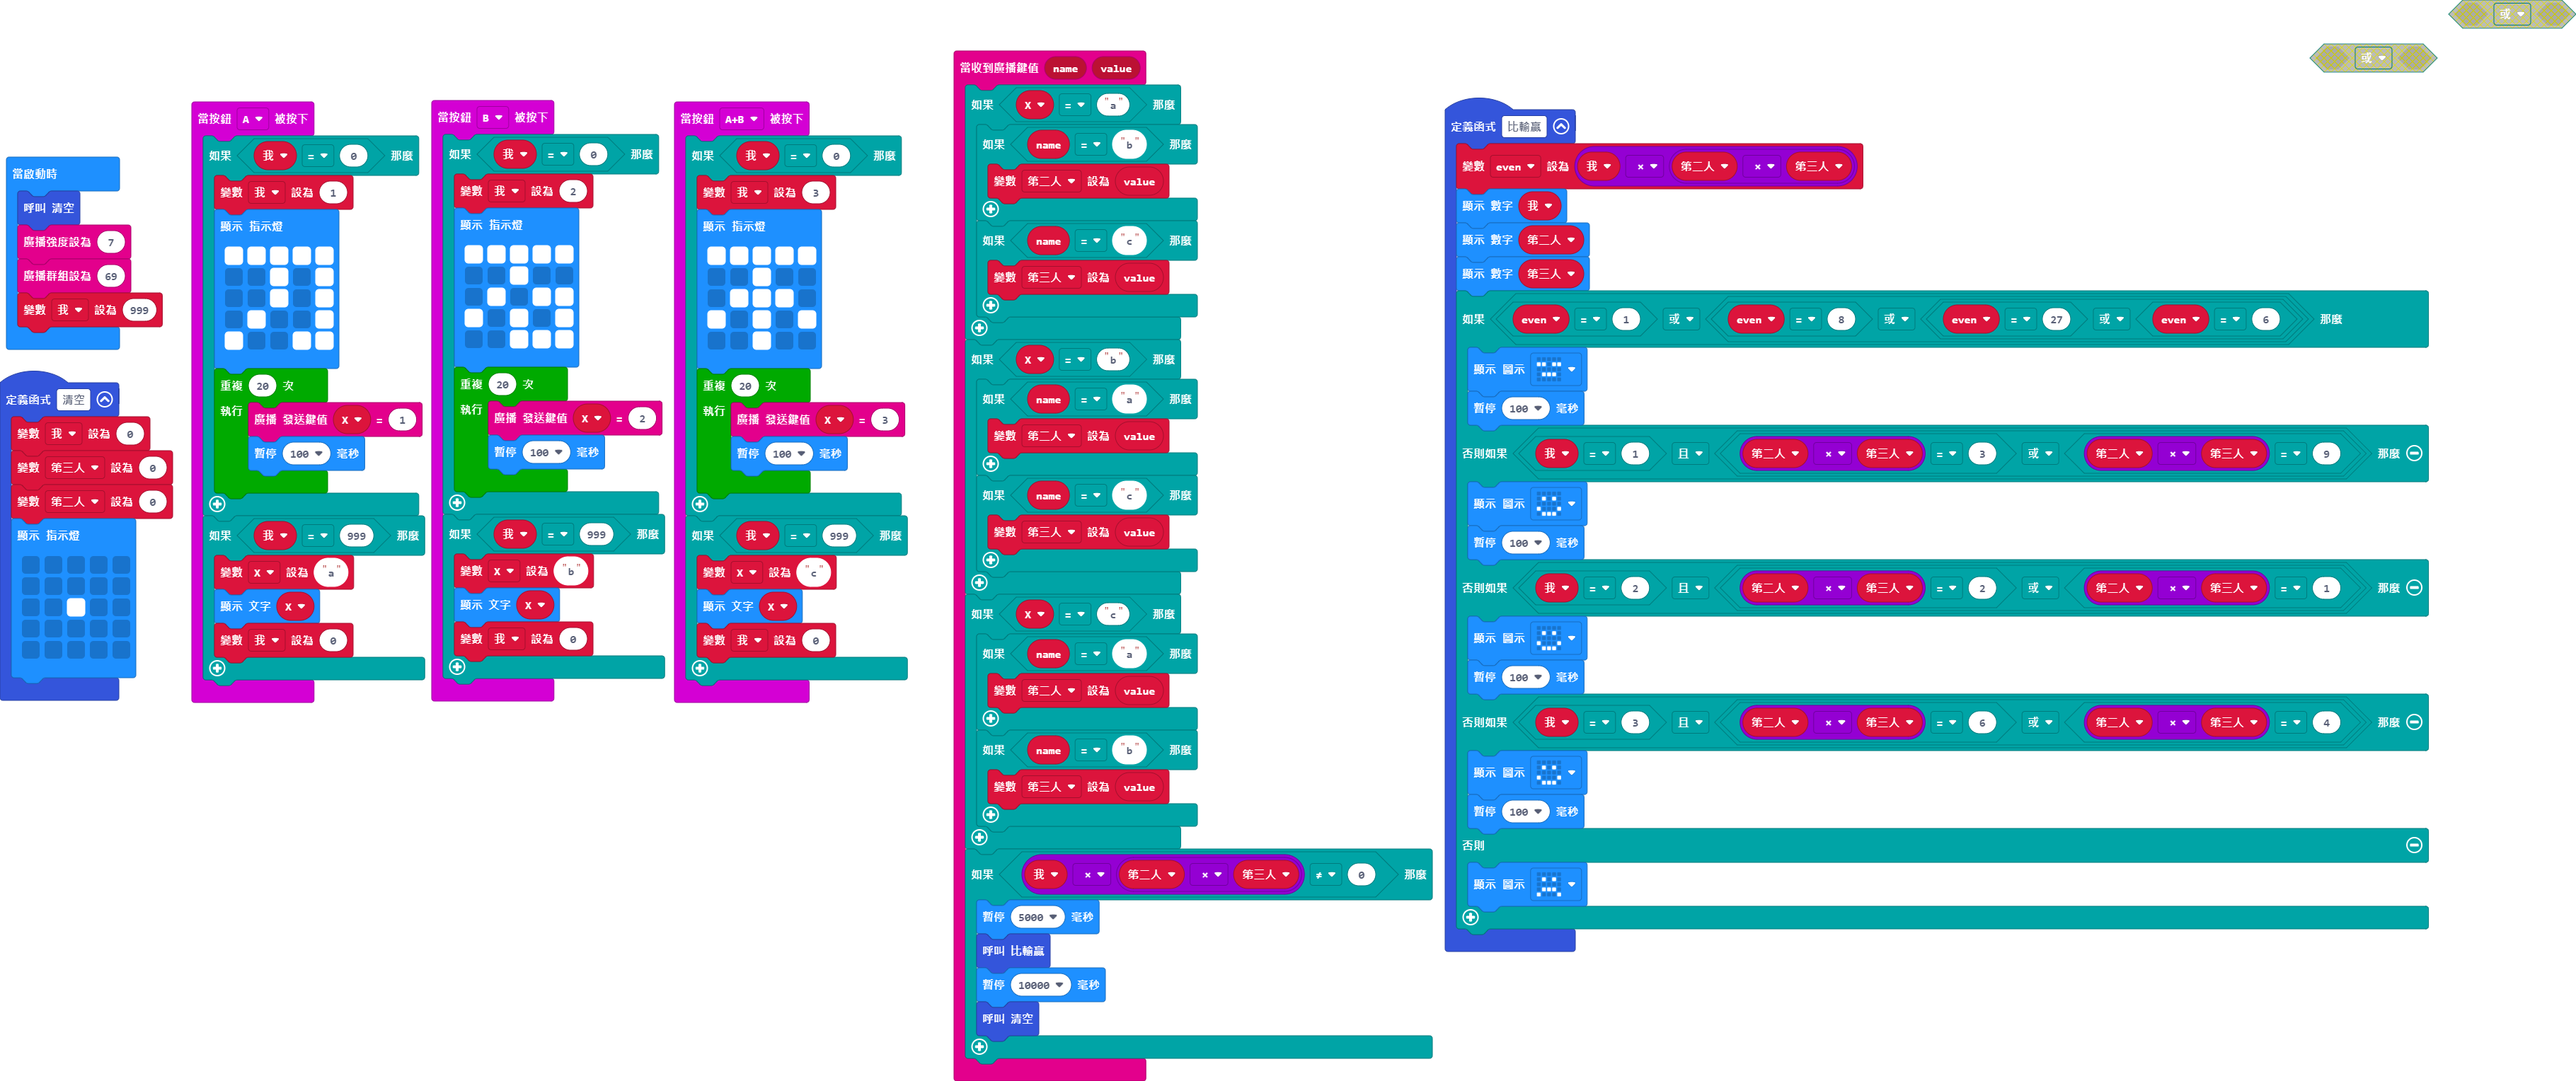 當啟動時
呼叫 清空
廣播強度設為 7
廣播群組設為 69
變數 我 設為 999
定義函式 清空
變數 我 設為 0
變數 第三人 設為 0
變數 第二人 設為 0
顯示 指示燈
當按鈕 A 被按下
如果 我 = 0 那麼
變數 我 設為 1
顯示 指示燈
重複 20 次
執行 廣播 發送鍵值 X = 1
暫停 100 毫秒
如果 我 = 999 那麼
變數 X 設為 "a"
顯示 文字 X
變數 我 設為 0
當按鈕 B 被按下
如果 我 = 0 那麼
變數 我 設為 2
顯示 指示燈
重複 20 次
執行 廣播 發送鍵值 X = 2
暫停 100 毫秒
如果 我 = 999 那麼
變數 X 設為 "b"
顯示 文字 X
變數 我 設為 0
當按鈕 A+B 被按下
如果 我 = 0 那麼
變數 我 設為 3
顯示 指示燈
重複 20 次
執行 廣播 發送鍵值 X = 3
暫停 100 毫秒
如果 我 = 999 那麼
變數 X 設為 "c"
顯示 文字 X
變數 我 設為 0
當收到廣播鍵值 name value
如果 X = "a" 那麼
如果 name = "b" 那麼
變數 第二人 設為 value
如果 name = "c" 那麼
變數 第三人 設為 value
如果 X = "b" 那麼
如果 name = "a" 那麼
變數 第二人 設為 value
如果 name = "c" 那麼
變數 第三人 設為 value
如果 X = "c" 那麼
如果 name = "a" 那麼
變數 第二人 設為 value
如果 name = "b" 那麼
變數 第三人 設為 value
如果 我 × 第二人 × 第三人 ≠ 0 那麼
暫停 5000 毫秒
呼叫 比輸贏
暫停 10000 毫秒
呼叫 清空
定義函式 比輸贏
變數 even 設為 我 × 第二人 × 第三人
顯示 數字 我
顯示 數字 第二人
顯示 數字 第三人
如果 even = 1 或 even = 8 或 even = 27 或 even = 6 那麼
顯示 圖示
暫停 100 毫秒
否則如果 我 = 1 且 第二人 × 第三人 = 3 或 第二人 × 第三人 = 9 那麼
顯示 圖示
暫停 100 毫秒
否則如果 我 = 2 且 第二人 × 第三人 = 2 或 第二人 × 第三人 = 1 那麼
顯示 圖示
暫停 100 毫秒
否則如果 我 = 3 且 第二人 × 第三人 = 6 或 第二人 × 第三人 = 4 那麼
顯示 圖示
暫停 100 毫秒
否則
顯示 圖示
或
或